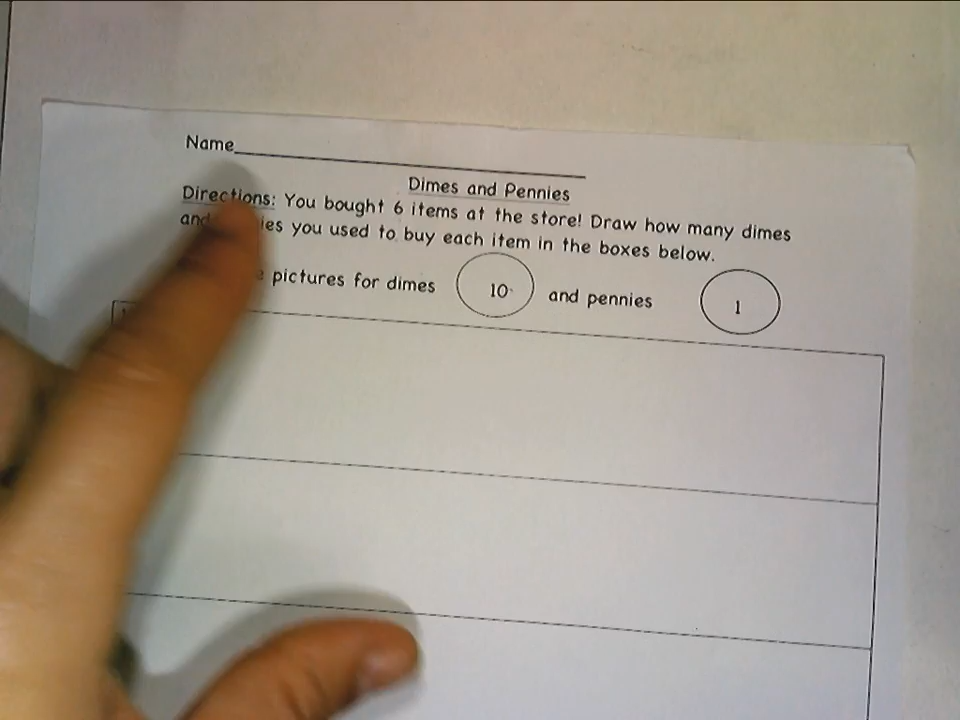 Name
Dimes and Pennies
Directions: You bought 6 items at the store! Draw how many dimes
and you used to buy each item in the boxes below.
pictures for dimes 10 and pennies 1